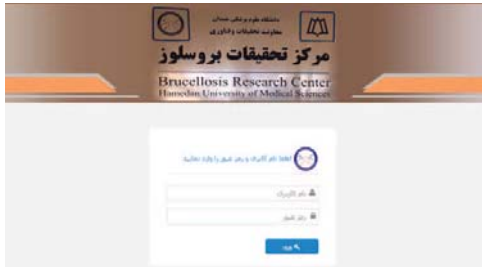 دانشگاه علوم پزشکی همدان
معاونت تحقیقات وفناوری
مرکز تحقیقات بروسلوز
Brucellosis Research Center
Hamedan University of Medical Sciences
لطفا نام کاربری و رمز عبور را وارد نمایید
نام کاربری
رمز عبور
ورود